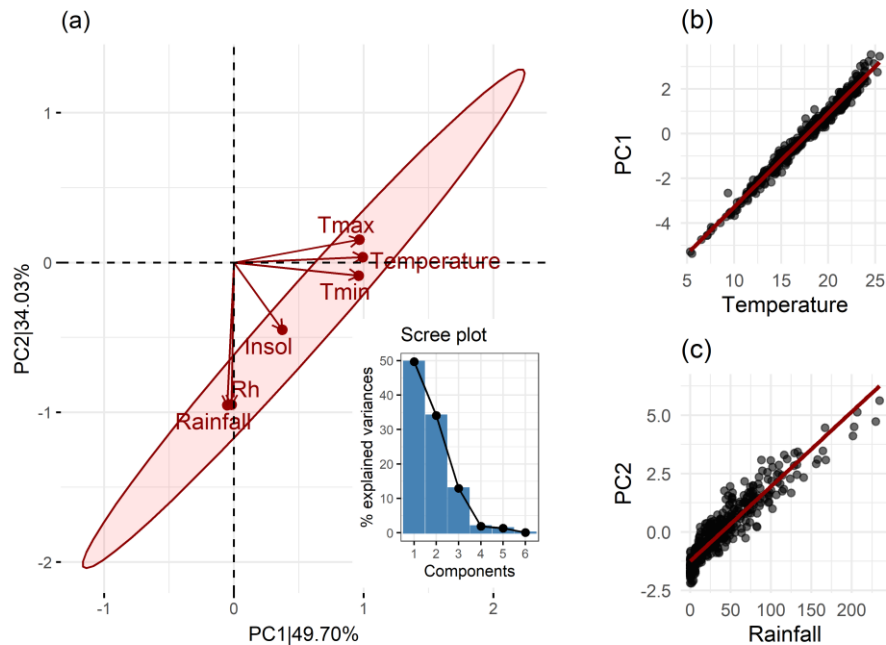 (a)
1
0
-1
-2
PC2|34.03%
-1
0
1
2
PC1|49.70%
Tmax
Temperature
Tmin
Insol
Rh
Rainfall
Scree plot
50
40
30
20
10
0
% explained variances
1 2 3 4 5 6
Components
(b)
2
0
-2
-4
PC1
5 10 15 20 25
Temperature
(c)
5.0
2.5
0.0
-2.5
PC2
0 50 100 150 200
Rainfall